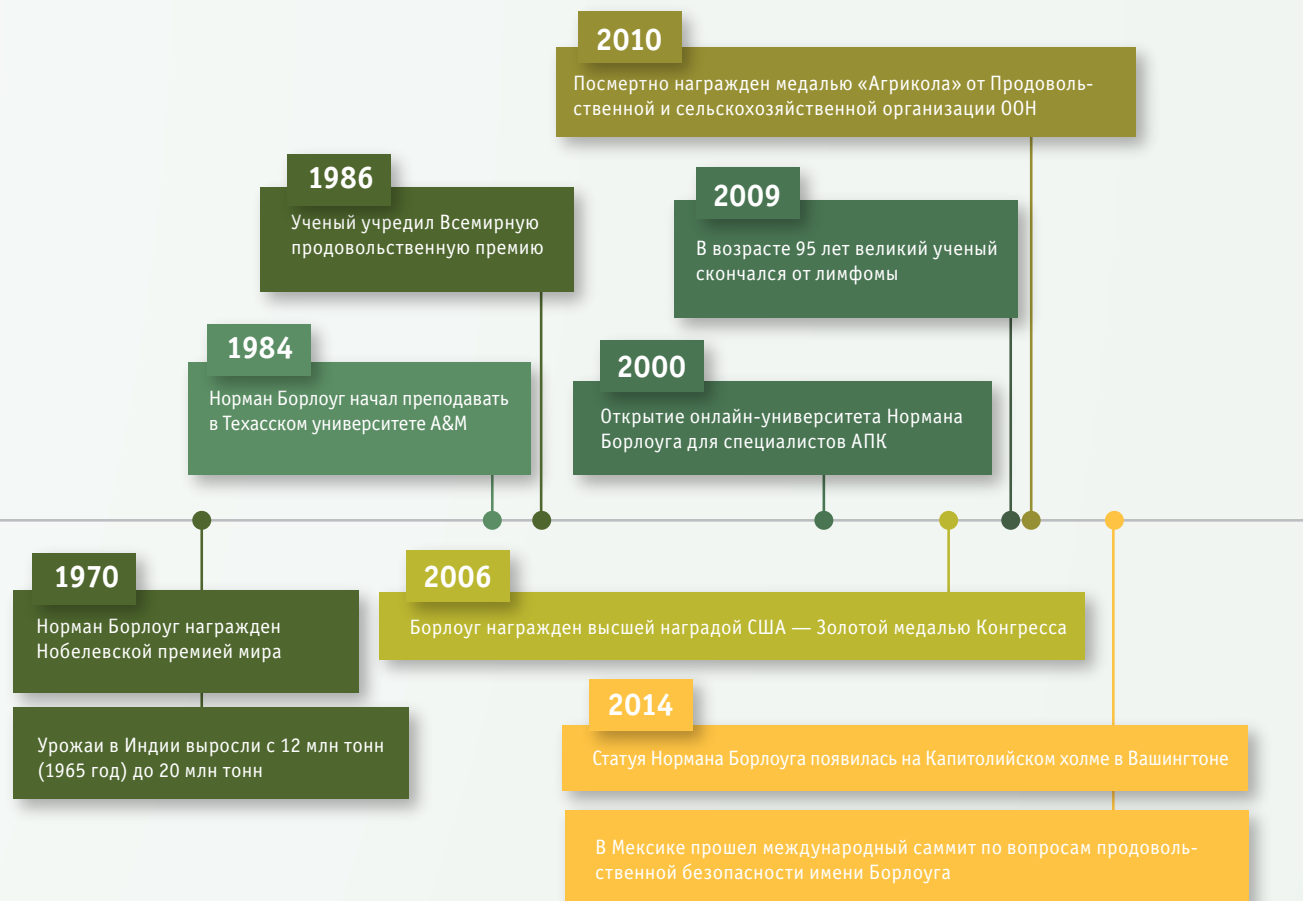 2010
Посмертно награжден медалью «Агрикола» от Продоволь-
ственной и сельскохозяйственной организации ООН
1986
Ученый учредил Всемирную
продовольственную премию
2009
В возрасте 95 лет великий ученый
скончался от лимфомы
1984
Норман Борлоуг начал преподавать
в Техасском университете A&M
2000
Открытие онлайн-университета Нормана
Борлоуга для специалистов АПК
1970
Норман Борлоуг награжден
Нобелевской премией мира
Урожаи в Индии выросли с 12 млн тонн
(1965 год) до 20 млн тонн
2006
Борлоуг награжден высшей наградой США — Золотой медалью Конгресса
2014
Статуя Нормана Борлоуга появилась на Капитолийском холме в Вашингтоне
В Мексике прошел международный саммит по вопросам продоволь-
ственной безопасности имени Борлоуга